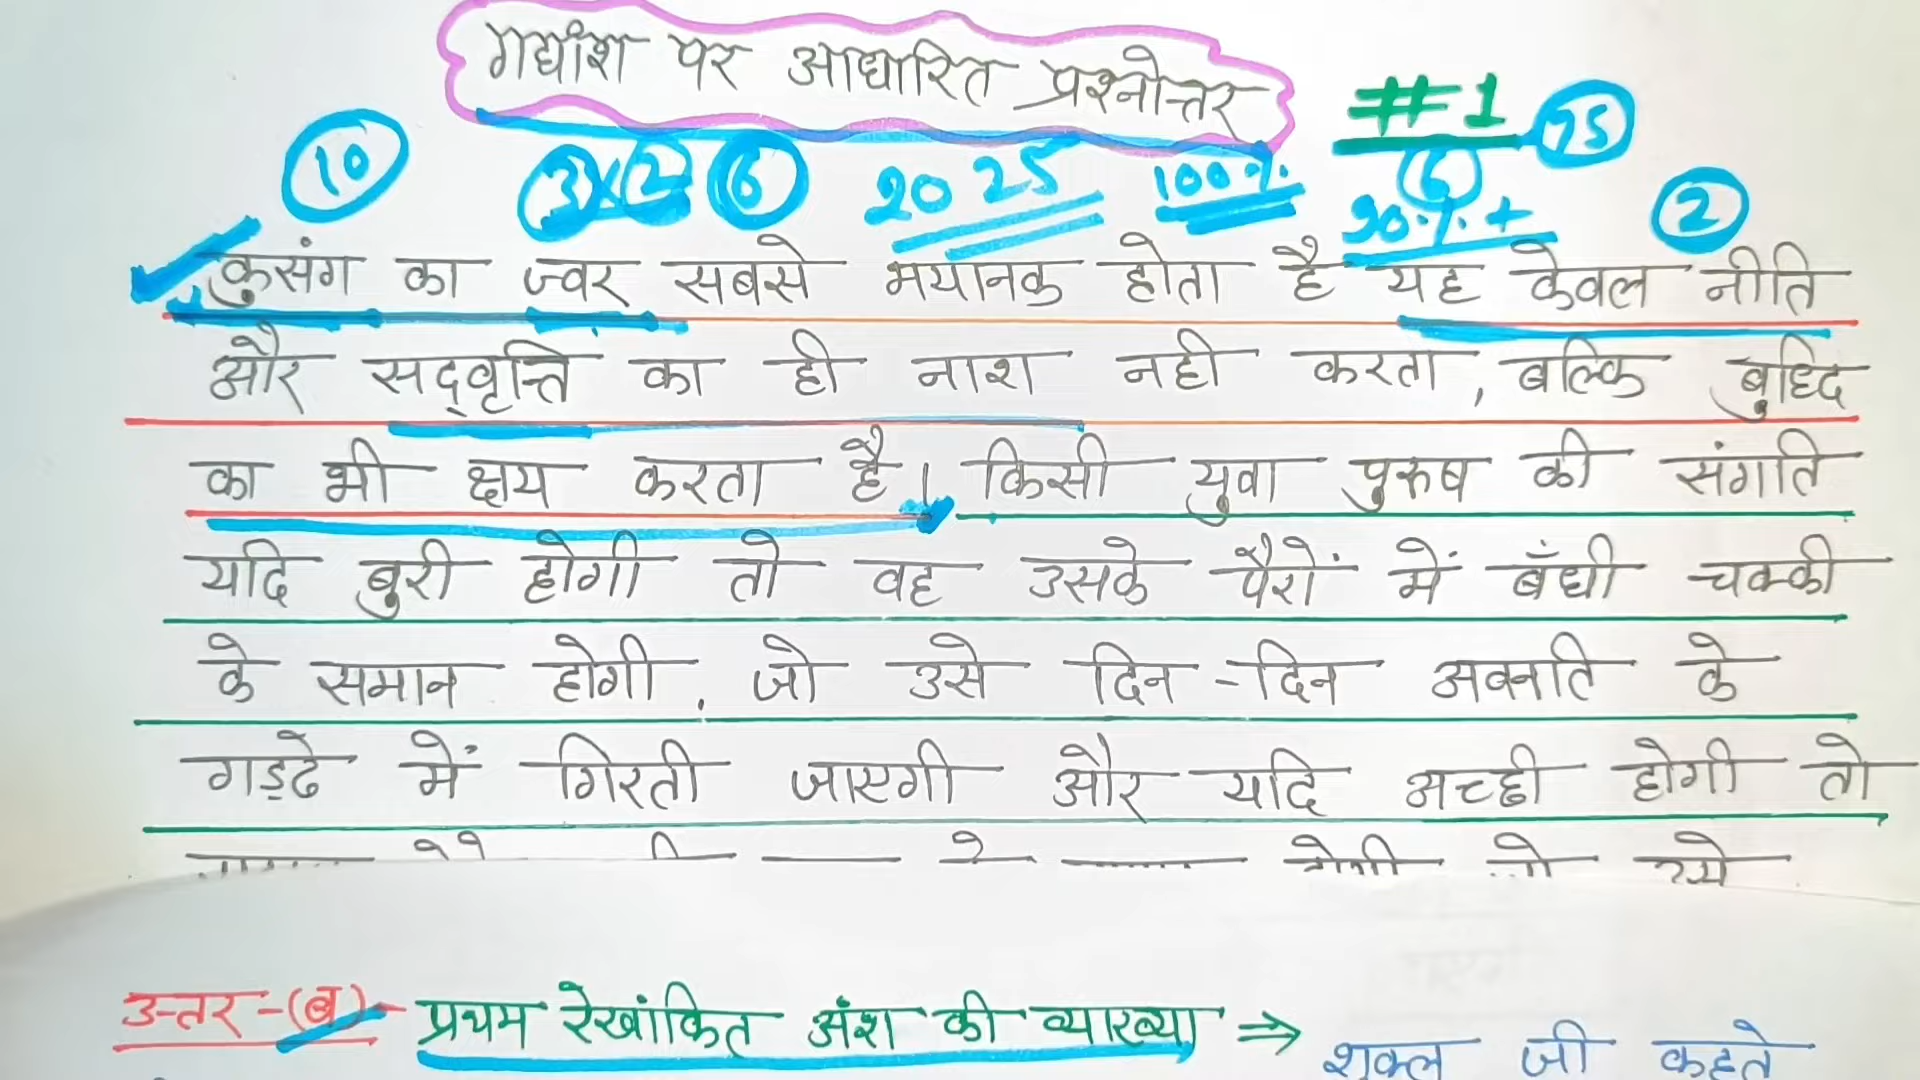 गद्यांश पर आधारित प्रश्नोत्तर
#1 75
10 3x2 6 2025 100% 6 90%+ 2
कुसंग का ज्वर सबसे भयानक होता है यह केवल नीति
और सद्‌वृत्ति का ही नाश नही करता, बल्कि बुध्दि
का भी क्षय करता है। किसी युवा पुरुष की संगति
यदि बुरी होगी तो वह उसके पैरों में बँधी चक्की
के समान होगी, जो उसे दिन-दिन अवनति के
गड्ढे में गिरती जाएगी और यदि अच्छी होगी तो
उत्तर-(ब)- प्रथम रेखांकित अंश की व्याख्या ⇒ शुक्ल जी कहते